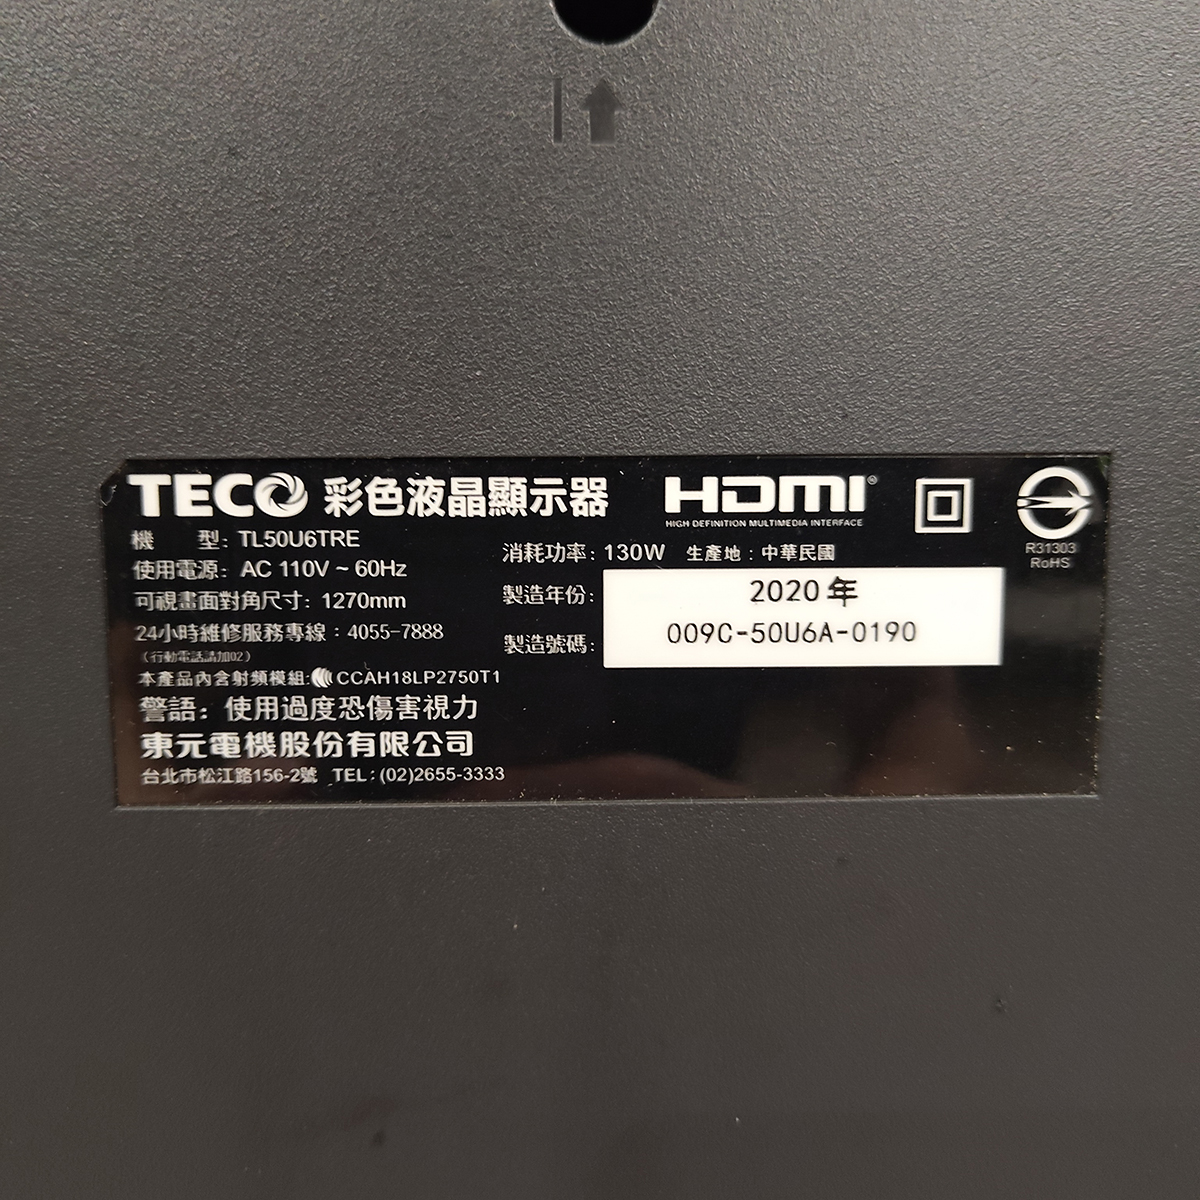 TECO 彩色液晶顯示器
HDMI®
HIGH DEFINITION MULTIMEDIA INTERFACE
R31303
RoHS
機 型: TL50U6TRE
使用電源: AC 110V ~ 60Hz
可視畫面對角尺寸: 1270mm
24小時維修服務專線: 4055-7888
(行動電話請加02)
消耗功率: 130W 生產地: 中華民國
製造年份: 2020年
製造號碼: 009C-50U6A-0190
本產品內含射頻模組: CCAH18LP2750T1
警語: 使用過度恐傷害視力
東元電機股份有限公司
台北市松江路156-2號 TEL: (02)2655-3333